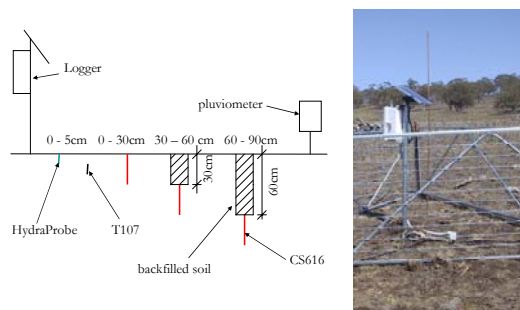 Logger
pluviometer
0 - 5cm 0 - 30cm 30 – 60 cm 60 - 90cm
30cm
60cm
HydraProbe
T107
backfilled soil
CS616